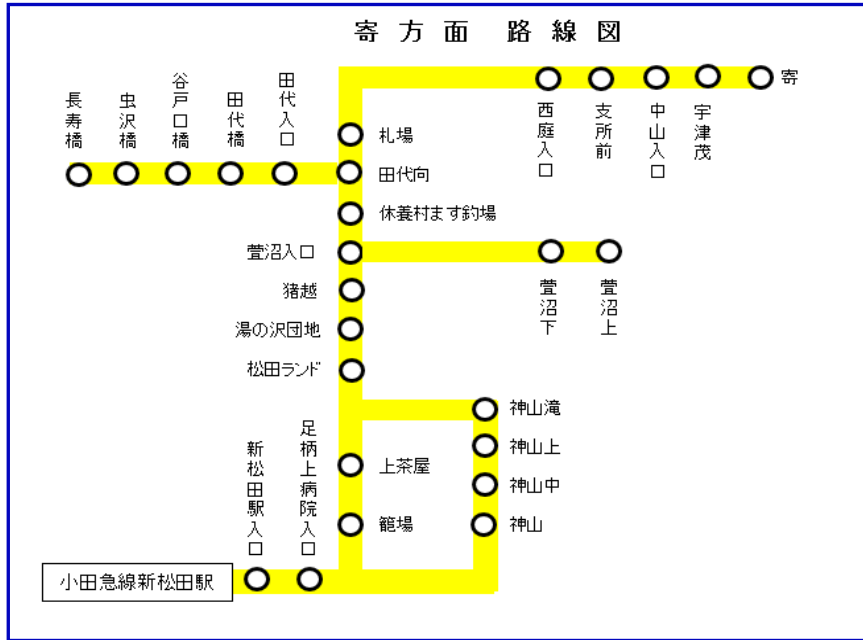 寄方面 路線図
長寿橋
虫沢橋
谷戸口橋
田代橋
田代入口
札場
田代向
休養村ます釣場
萱沼入口
猪越
湯の沢団地
松田ランド
西庭入口
支所前
中山入口
宇津茂
寄
萱沼下
萱沼上
神山滝
神山上
神山中
神山
上茶屋
籠場
新松田駅入口
足柄上病院入口
小田急線新松田駅